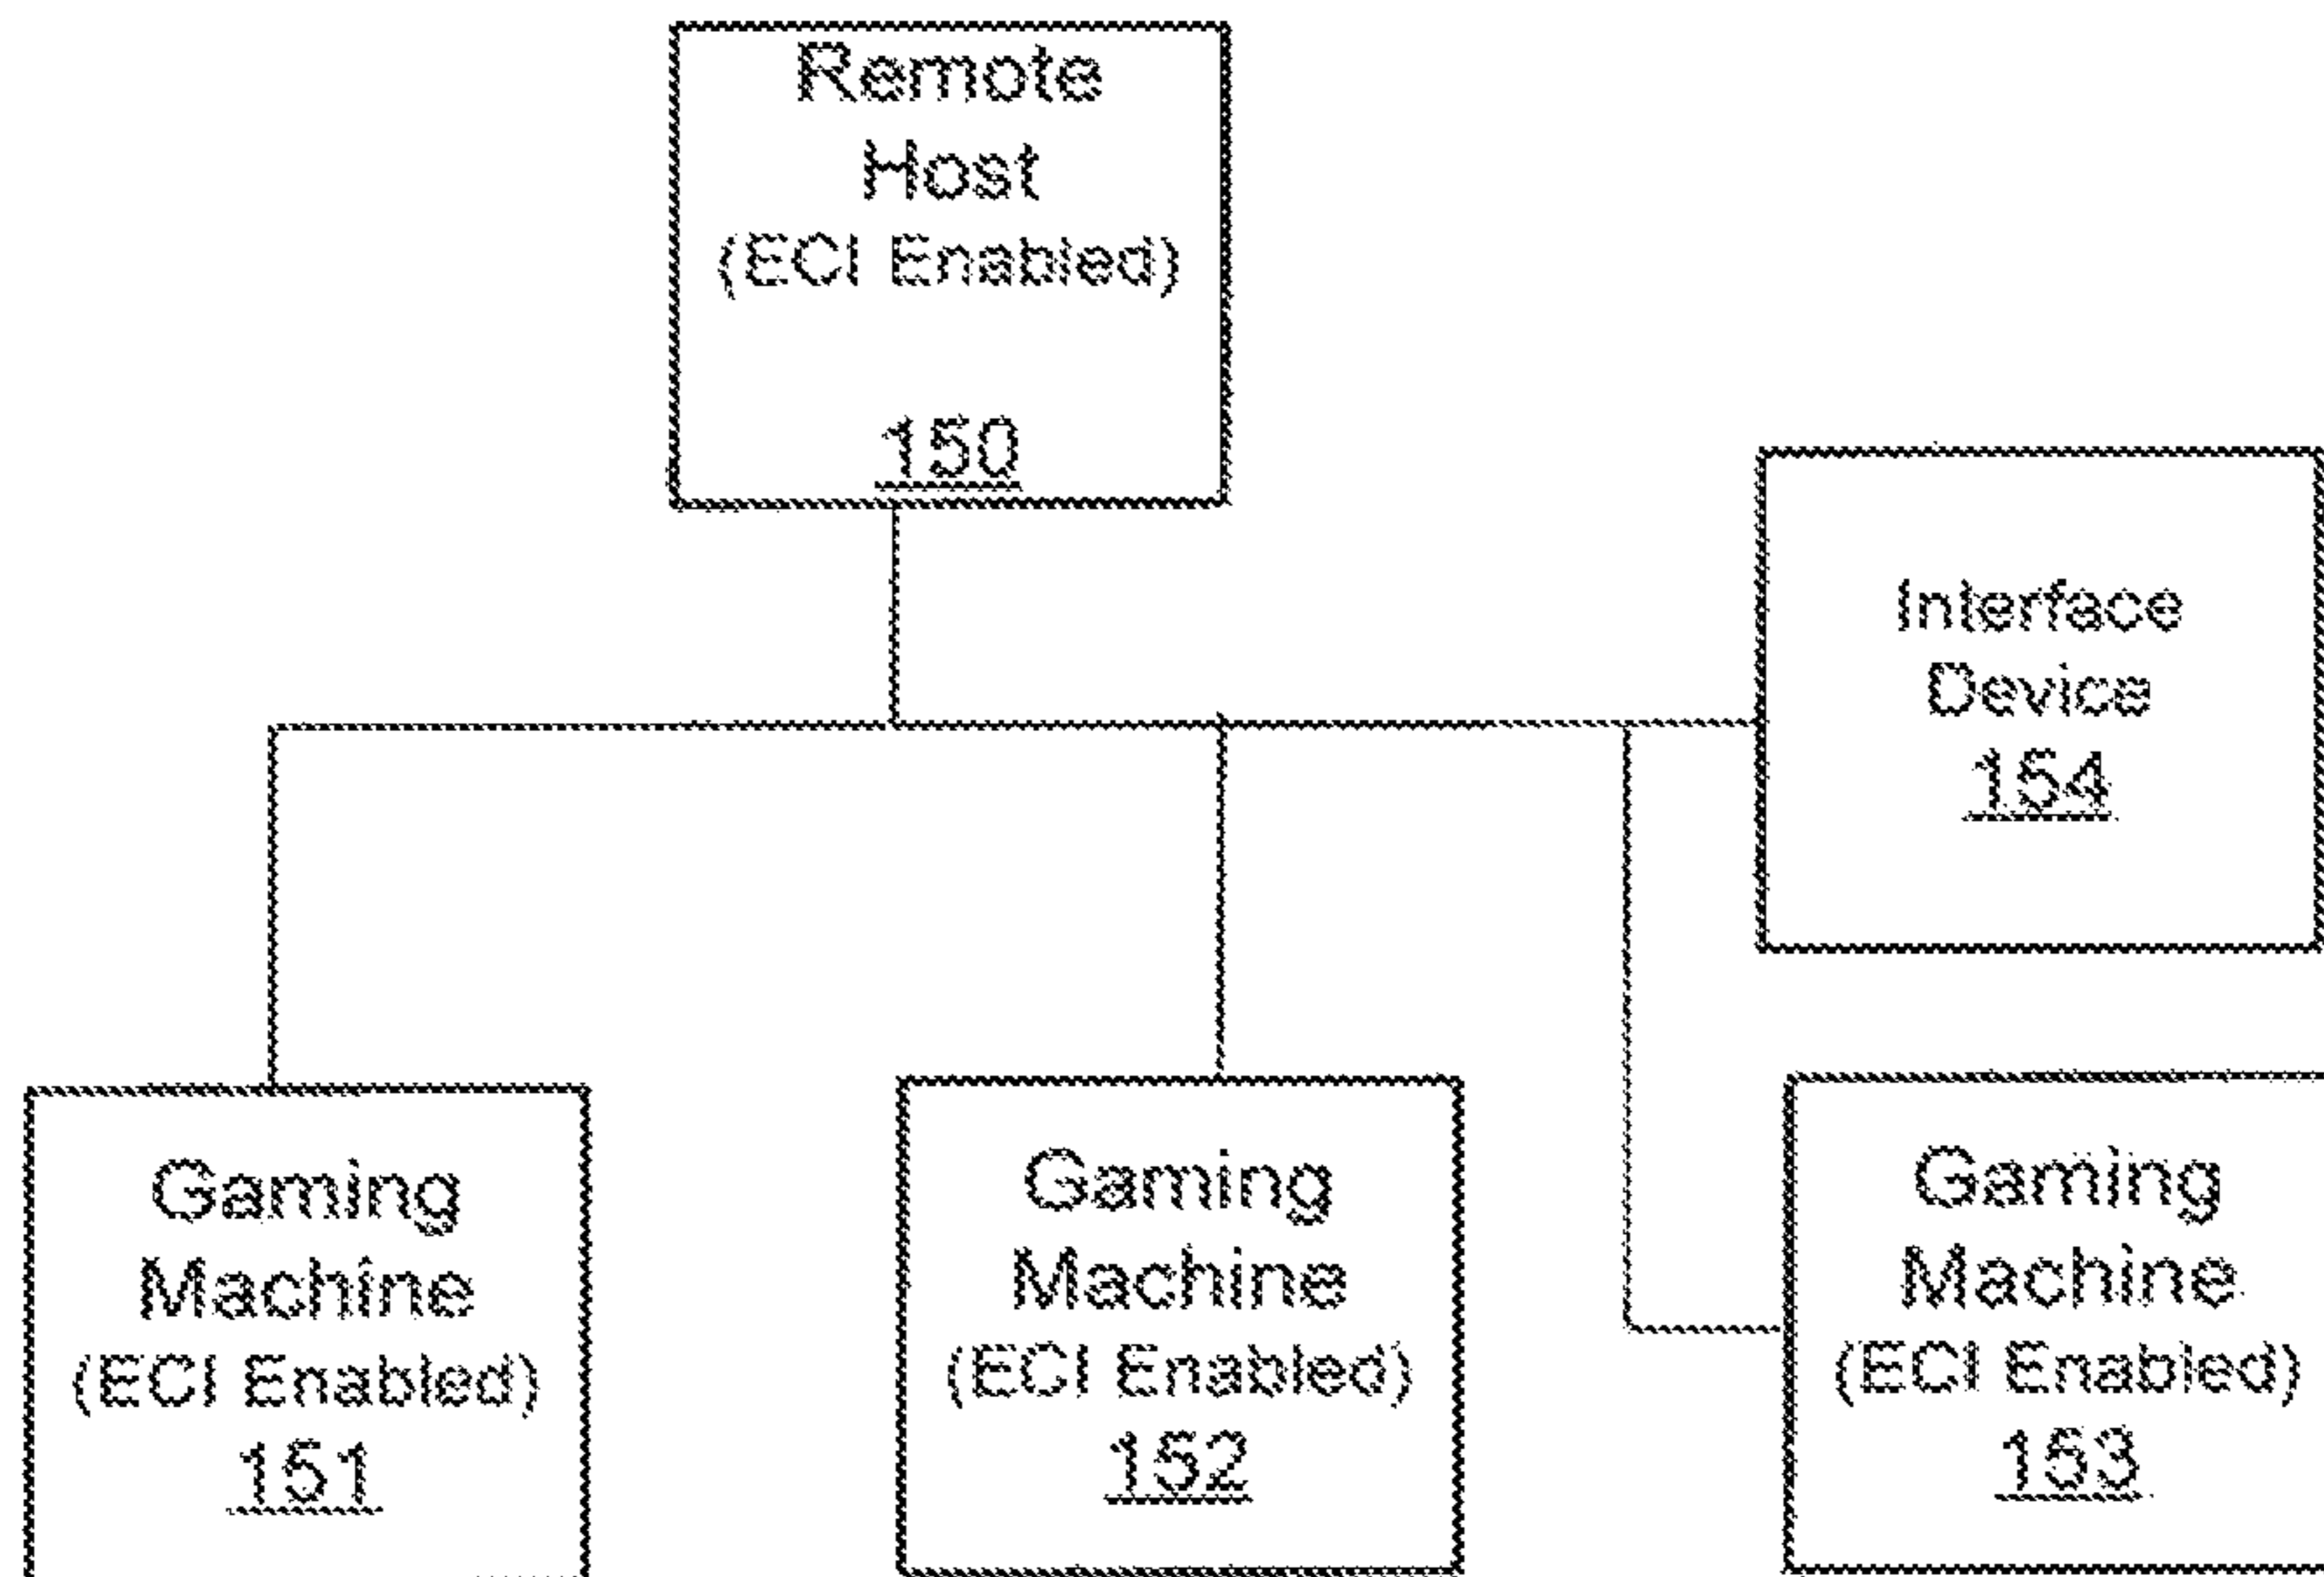 Remote
Host
(ECI Enabled)
150
Interface
Device
154
Gaming
Machine
(ECI Enabled)
151
Gaming
Machine
(ECI Enabled)
152
Gaming
Machine
(ECI Enabled)
153